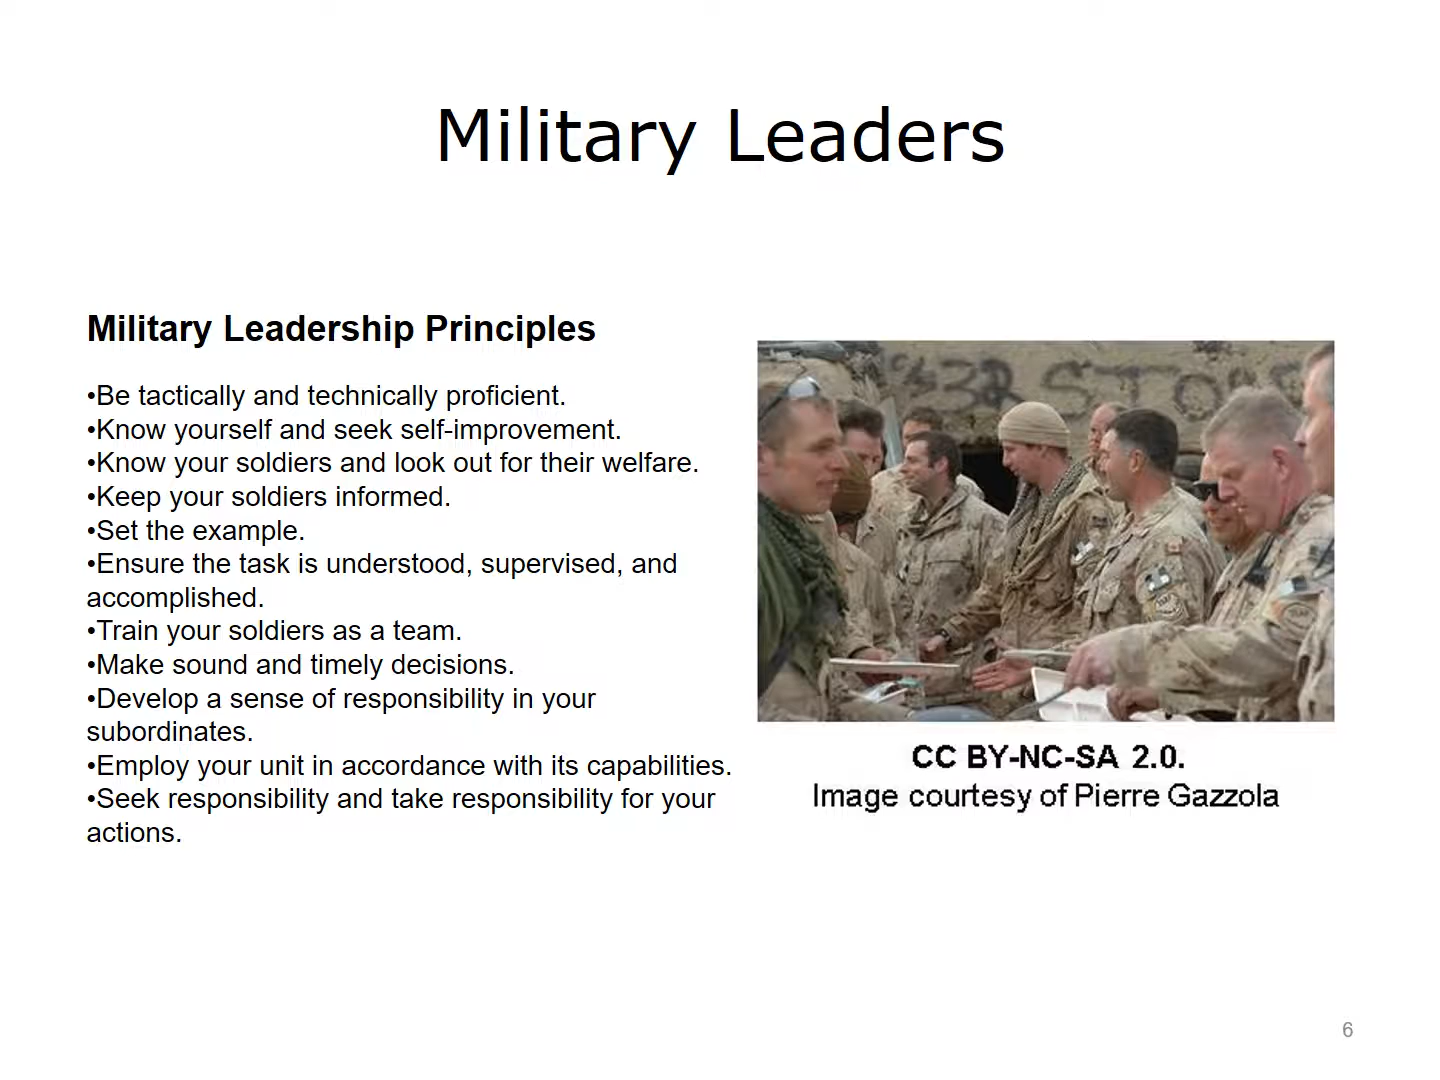 Military Leaders
Military Leadership Principles
•Be tactically and technically proficient.
•Know yourself and seek self-improvement.
•Know your soldiers and look out for their welfare.
•Keep your soldiers informed.
•Set the example.
•Ensure the task is understood, supervised, and
accomplished.
•Train your soldiers as a team.
•Make sound and timely decisions.
•Develop a sense of responsibility in your
subordinates.
•Employ your unit in accordance with its capabilities.
•Seek responsibility and take responsibility for your
actions.
CC BY-NC-SA 2.0.
Image courtesy of Pierre Gazzola
6